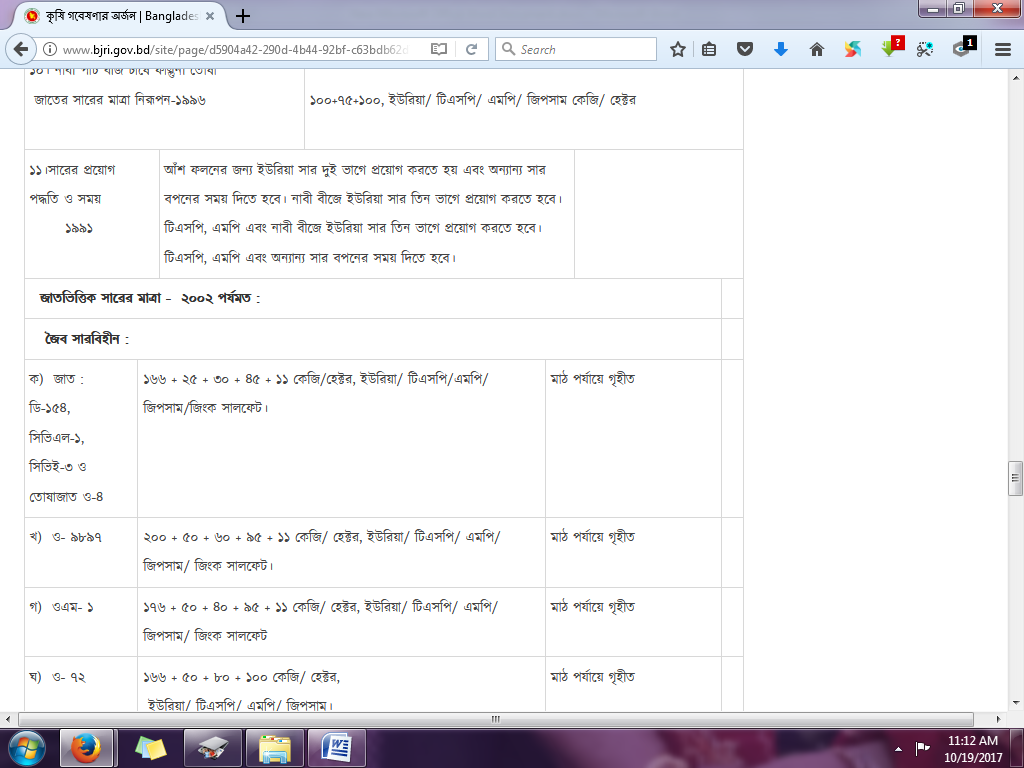 কৃষি গবেষণার অর্জন | Banglades
www.bjri.gov.bd/site/page/d5904a42-290d-4b44-92bf-c63bdb62d
Search
?
1
১০। নাবী পাট বীজ চাষে ফাল্গুনী তোষা
জাতের সারের মাত্রা নিরূপন-১৯৯৬
১০০+৭৫+১০০, ইউরিয়া/ টিএসপি/ এমপি/ জিপসাম কেজি/ হেক্টর
১১।সারের প্রয়োগ
পদ্ধতি ও সময়
১৯৯১
আঁশ ফলনের জন্য ইউরিয়া সার দুই ভাগে প্রয়োগ করতে হয় এবং অন্যান্য সার
বপনের সময় দিতে হবে। নাবী বীজে ইউরিয়া সার তিন ভাগে প্রয়োগ করতে হবে।
টিএসপি, এমপি এবং নাবী বীজে ইউরিয়া সার তিন ভাগে প্রয়োগ করতে হবে।
টিএসপি, এমপি এবং অন্যান্য সার বপনের সময় দিতে হবে।
জাতভিত্তিক সারের মাত্রা - ২০০২ পর্যমত :
জৈব সারবিহীন :
ক) জাত :
ডি-১৫৪,
সিভিএল-১,
সিভিই-৩ ও
তোষাজাত ও-৪
১৬৬ + ২৫ + ৩০ + ৪৫ + ১১ কেজি/হেক্টর, ইউরিয়া/ টিএসপি/এমপি/
জিপসাম/জিংক সালফেট।
মাঠ পর্যায়ে গৃহীত
খ) ও- ৯৮৯৭
২০০ + ৫০ + ৬০ + ৯৫ + ১১ কেজি/ হেক্টর, ইউরিয়া/ টিএসপি/ এমপি/
জিপসাম/ জিংক সালফেট।
মাঠ পর্যায়ে গৃহীত
গ) ওএম- ১
১৭৬ + ৫০ + ৪০ + ৯৫ + ১১ কেজি/ হেক্টর, ইউরিয়া/ টিএসপি/ এমপি/
জিপসাম/ জিংক সালফেট
মাঠ পর্যায়ে গৃহীত
ঘ) ও- ৭২
১৬৬ + ৫০ + ৮০ + ১০০ কেজি/ হেক্টর,
ইউরিয়া/ টিএসপি/ এমপি/ জিপসাম।
মাঠ পর্যায়ে গৃহীত
11:12 AM
10/19/2017